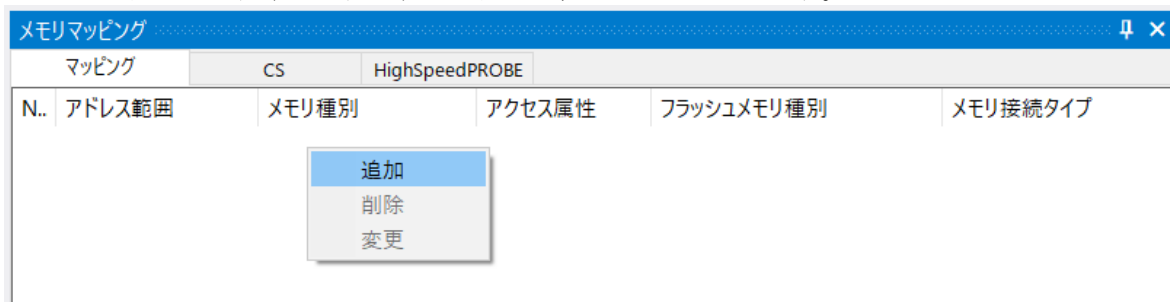 メモリマッピング
マッピング CS HighSpeedPROBE
N.. アドレス範囲 メモリ種別 アクセス属性 フラッシュメモリ種別 メモリ接続タイプ
追加
削除
変更